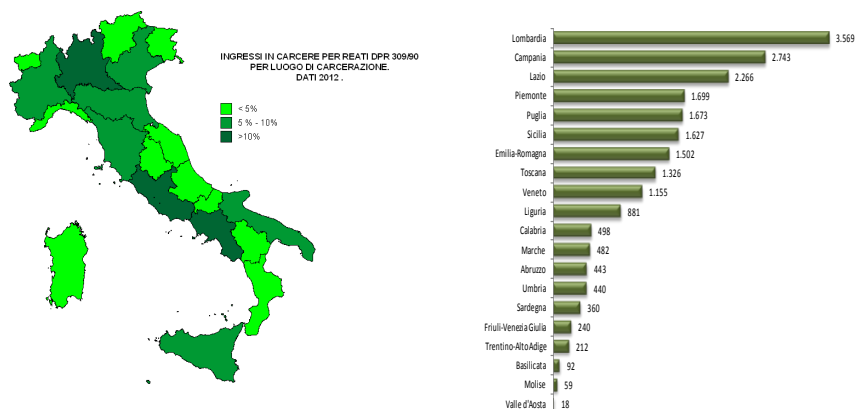 INGRESSI IN CARCERE PER REATI DPR 309/90
PER LUOGO DI CARCERAZIONE.
DATI 2012 .
< 5%
5 % - 10%
>10%
Lombardia 3.569
Campania 2.743
Lazio 2.266
Piemonte 1.699
Puglia 1.673
Sicilia 1.627
Emilia-Romagna 1.502
Toscana 1.326
Veneto 1.155
Liguria 881
Calabria 498
Marche 482
Abruzzo 443
Umbria 440
Sardegna 360
Friuli-Venezia Giulia 240
Trentino-Alto Adige 212
Basilicata 92
Molise 59
Valle d'Aosta 18